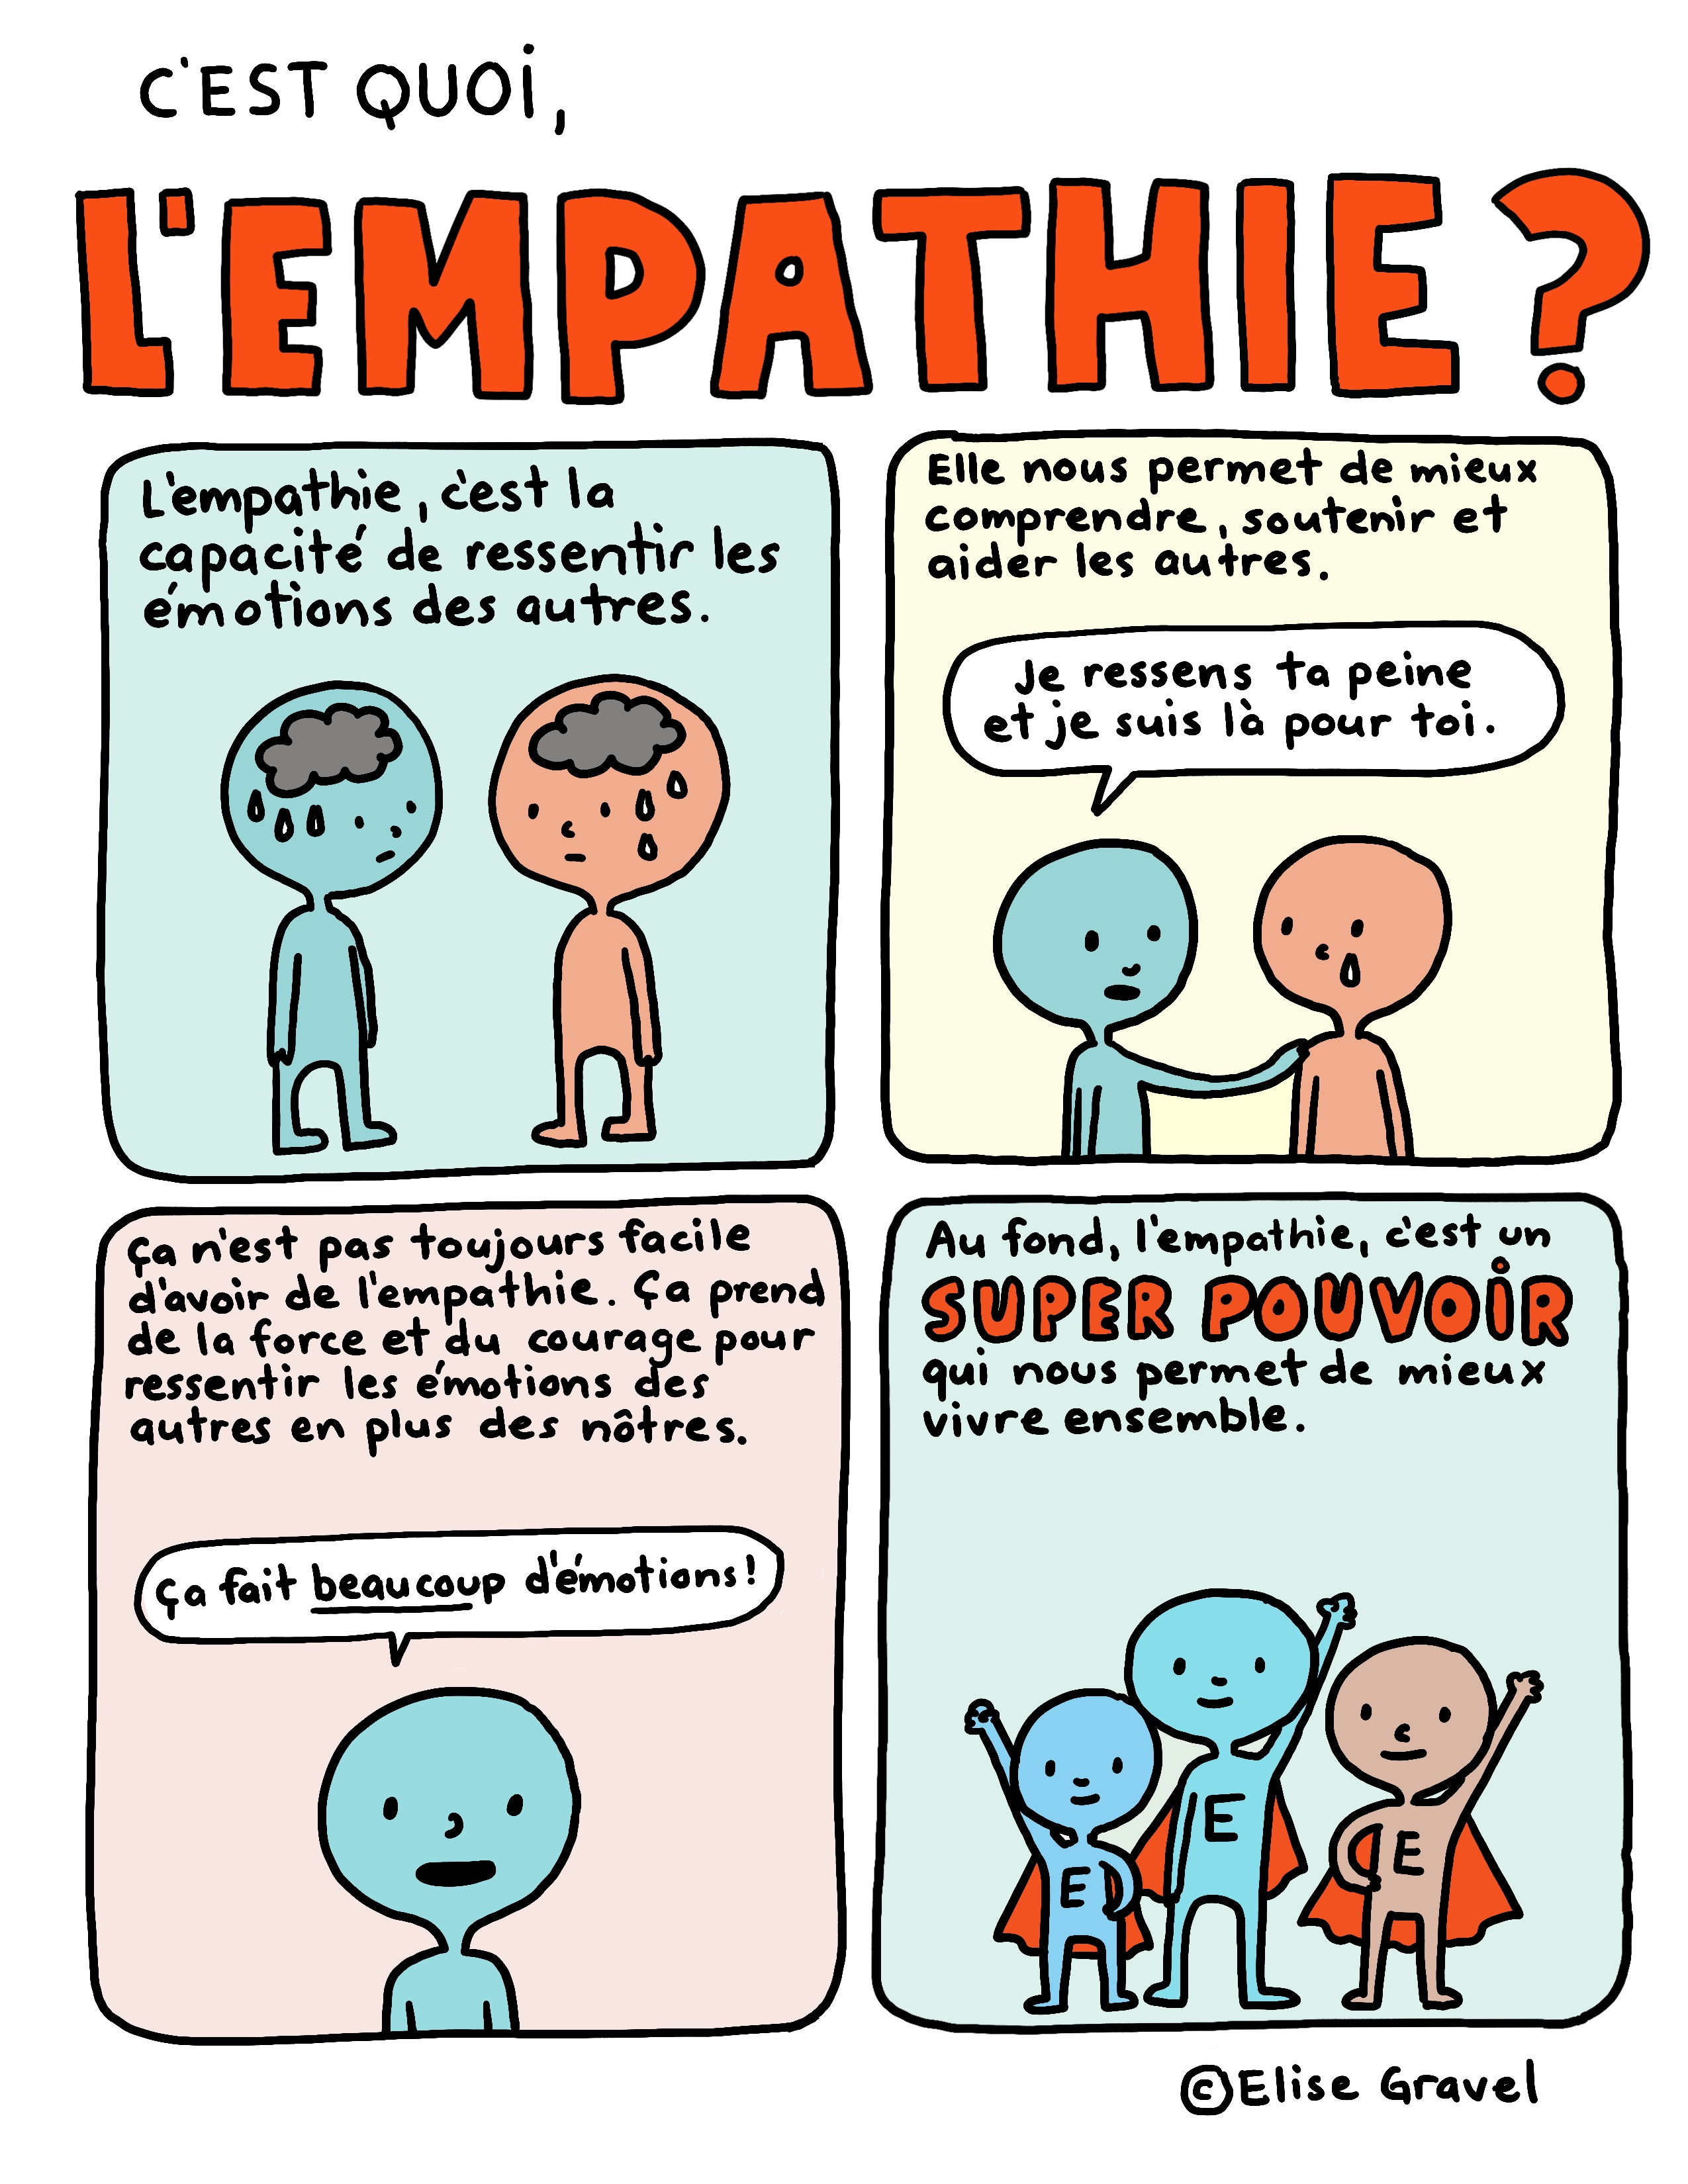 C'EST QUOI,
L'EMPATHIE ?
L'empathie, c'est la
capacité de ressentir les
émotions des autres.
Elle nous permet de mieux
comprendre, soutenir et
aider les autres.
Je ressens ta peine
et je suis là pour toi.
Ça n'est pas toujours facile
d'avoir de l'empathie. Ça prend
de la force et du courage pour
ressentir les émotions des
autres en plus des nôtres.
Ça fait beaucoup d'émotions!
Au fond, l'empathie, c'est un
SUPER POUVOIR
qui nous permet de mieux
vivre ensemble.
E
E
E
©Elise Gravel